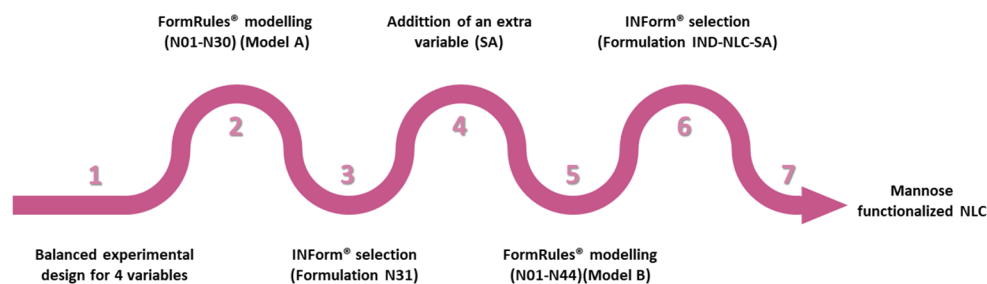 FormRules® modelling
(N01-N30) (Model A)
Addittion of an extra
variable (SA)
INForm® selection
(Formulation IND-NLC-SA)
1
2
3
4
5
6
7
Mannose
functionalized NLC
Balanced experimental
design for 4 variables
INForm® selection
(Formulation N31)
FormRules® modelling
(N01-N44)(Model B)